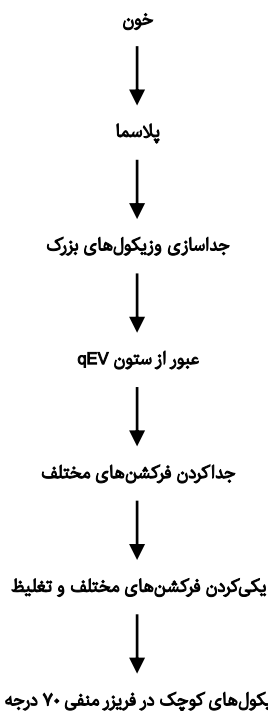 خون
پلاسما
جداسازی وزیکول‌های بزرگ
عبور از ستون qEV
جداکردن فرکشن‌های مختلف
یکی‌کردن فرکشن‌های مختلف و تغلیظ
کوچک در فریزر منفی ۷۰ درجه